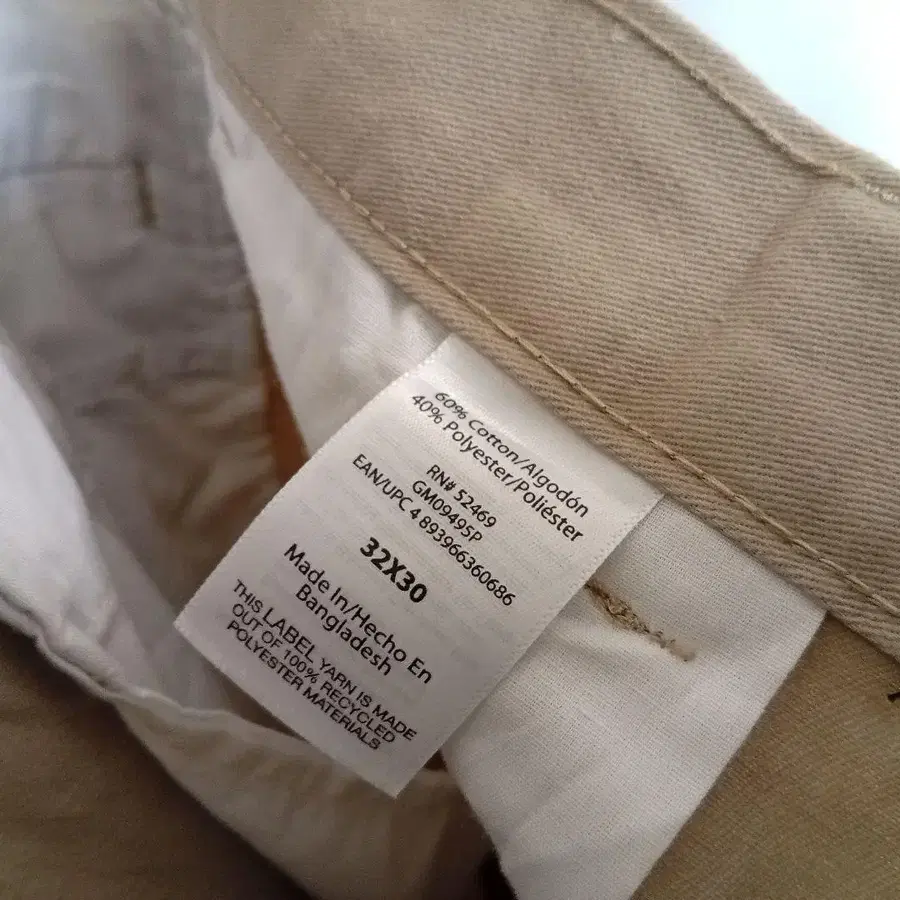 60% Cotton/Algodón
40% Polyester/Poliéster
RN# 52469
GM09495P
EAN/UPC 4 893966360686
32X30
Made In/Hecho En
Bangladesh
THIS LABEL YARN IS MADE
OUT OF 100% RECYCLED
POLYESTER MATERIALS